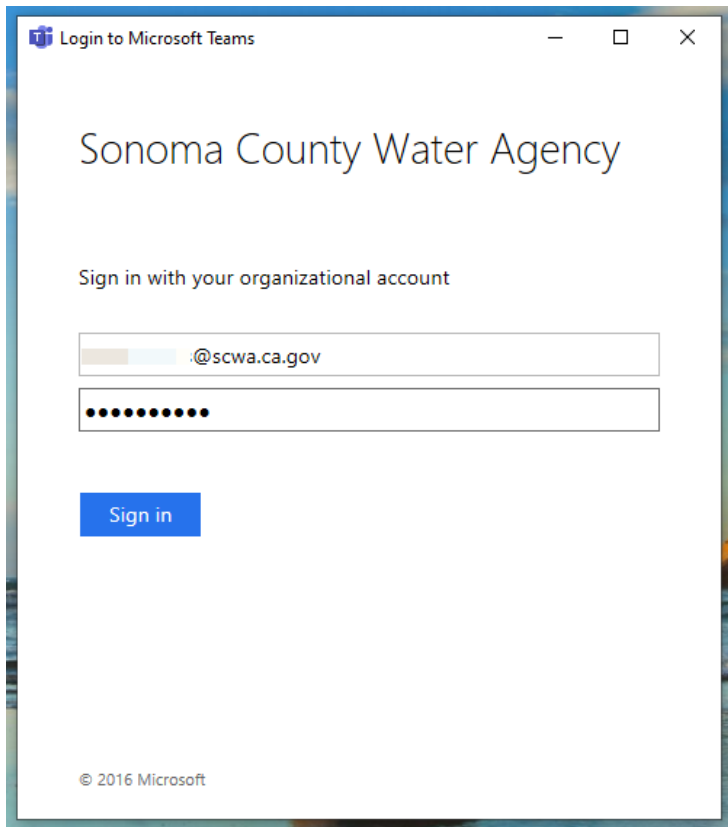 Login to Microsoft Teams
Sonoma County Water Agency
Sign in with your organizational account
@scwa.ca.gov
••••••••••
Sign in
© 2016 Microsoft